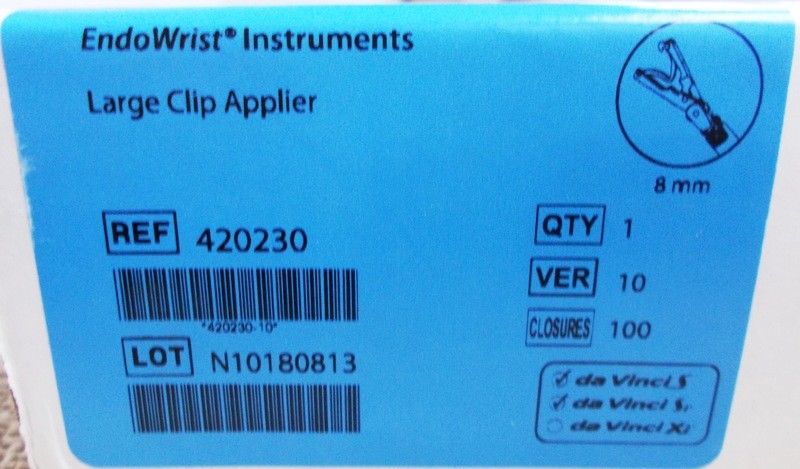 EndoWrist® Instruments
Large Clip Applier
8 mm
REF 420230
*420230-10*
LOT N10180813
QTY 1
VER 10
CLOSURES 100
da Vinci S
da Vinci Si
da Vinci Xi